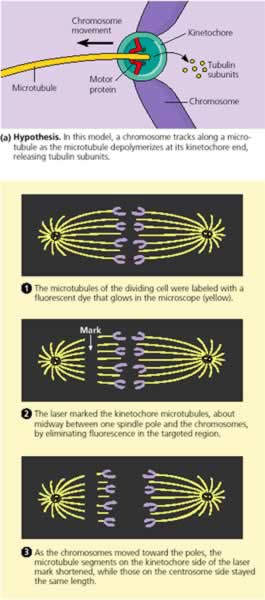 Chromosome
movement
Kinetochore
Tubulin
subunits
Motor
protein
Microtubule
Chromosome
(a) Hypothesis. In this model, a chromosome tracks along a micro-
tubule as the microtubule depolymerizes at its kinetochore end,
releasing tubulin subunits.
1 The microtubules of the dividing cell were labeled with a
fluorescent dye that glows in the microscope (yellow).
Mark
2 The laser marked the kinetochore microtubules, about
midway between one spindle pole and the chromosomes,
by eliminating fluorescence in the targeted region.
3 As the chromosomes moved toward the poles, the
microtubule segments on the kinetochore side of the laser
mark shortened, while those on the centrosome side stayed
the same length.